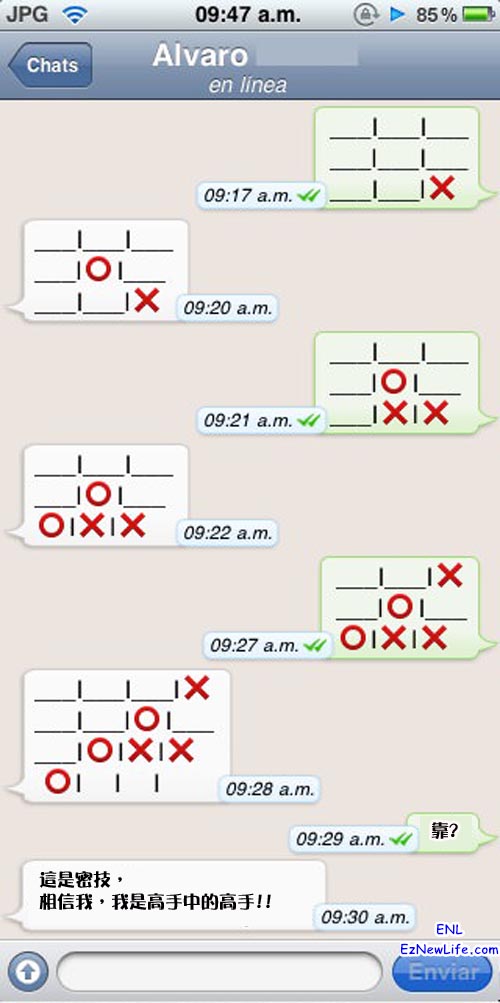 JPG 09:47 a.m. 85%
Chats
Alvaro
en línea
___|___|___
___|___|___
___|___|❌
09:17 a.m.
___|___|___
___|⭕|___
___|___|❌
09:20 a.m.
___|___|___
___|⭕|___
___|❌|❌
09:21 a.m.
___|___|___
___|⭕|___
⭕|❌|❌
09:22 a.m.
___|___|❌
___|⭕|___
⭕|❌|❌
09:27 a.m.
___|___|___|❌
___|___|⭕|___
___|⭕|❌|❌
⭕| | |
09:28 a.m.
靠?
09:29 a.m.
這是密技，
相信我，我是高手中的高手!!
09:30 a.m.
ENL
EzNewLife.com
Enviar